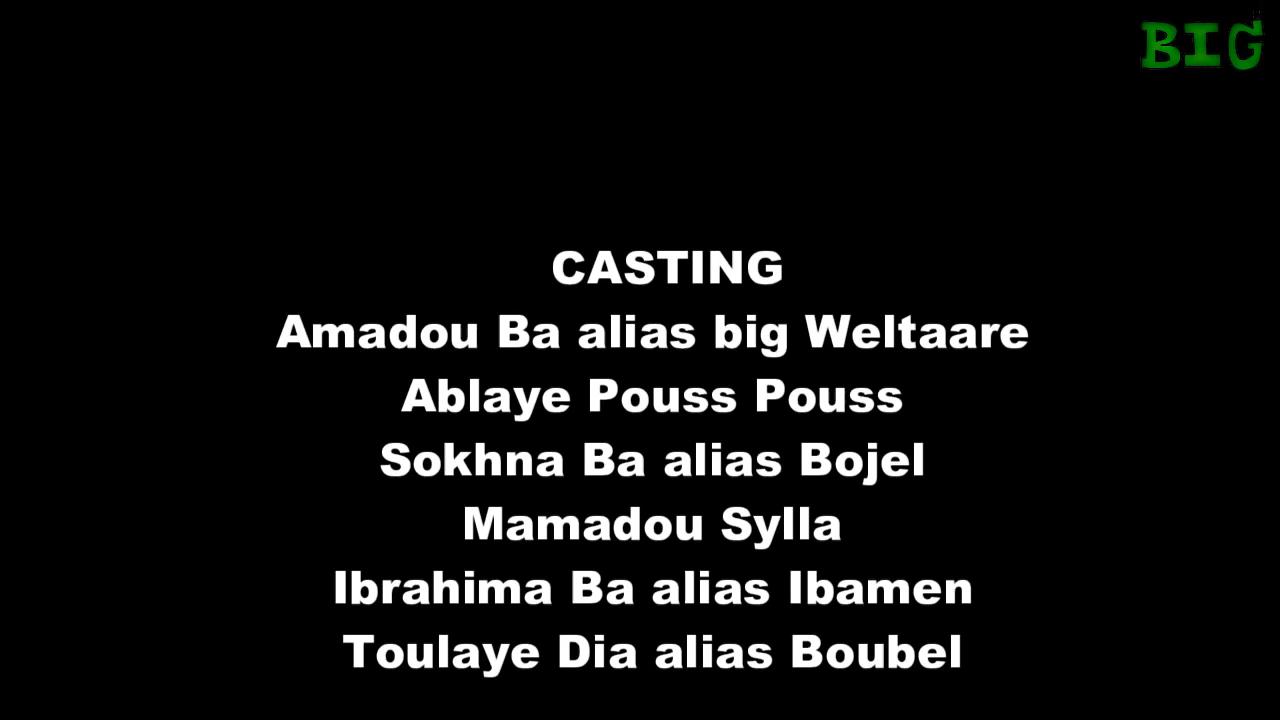 BIG
CASTING
Amadou Ba alias big Weltaare
Ablaye Pouss Pouss
Sokhna Ba alias Bojel
Mamadou Sylla
Ibrahima Ba alias Ibamen
Toulaye Dia alias Boubel